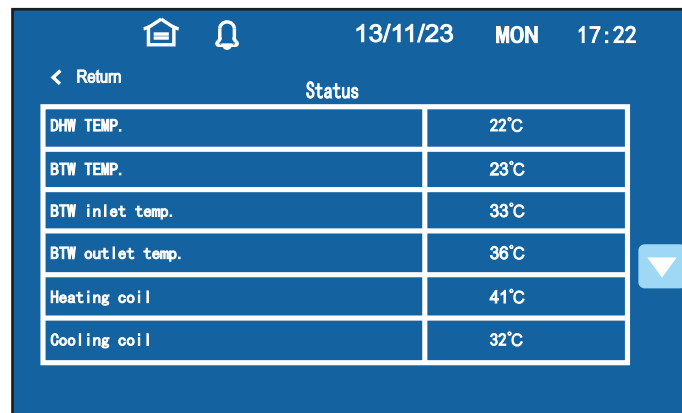 13/11/23 MON 17:22
Return
Status
DHW TEMP. 22°C
BTW TEMP. 23°C
BTW inlet temp. 33°C
BTW outlet temp. 36°C
Heating coil 41°C
Cooling coil 32°C